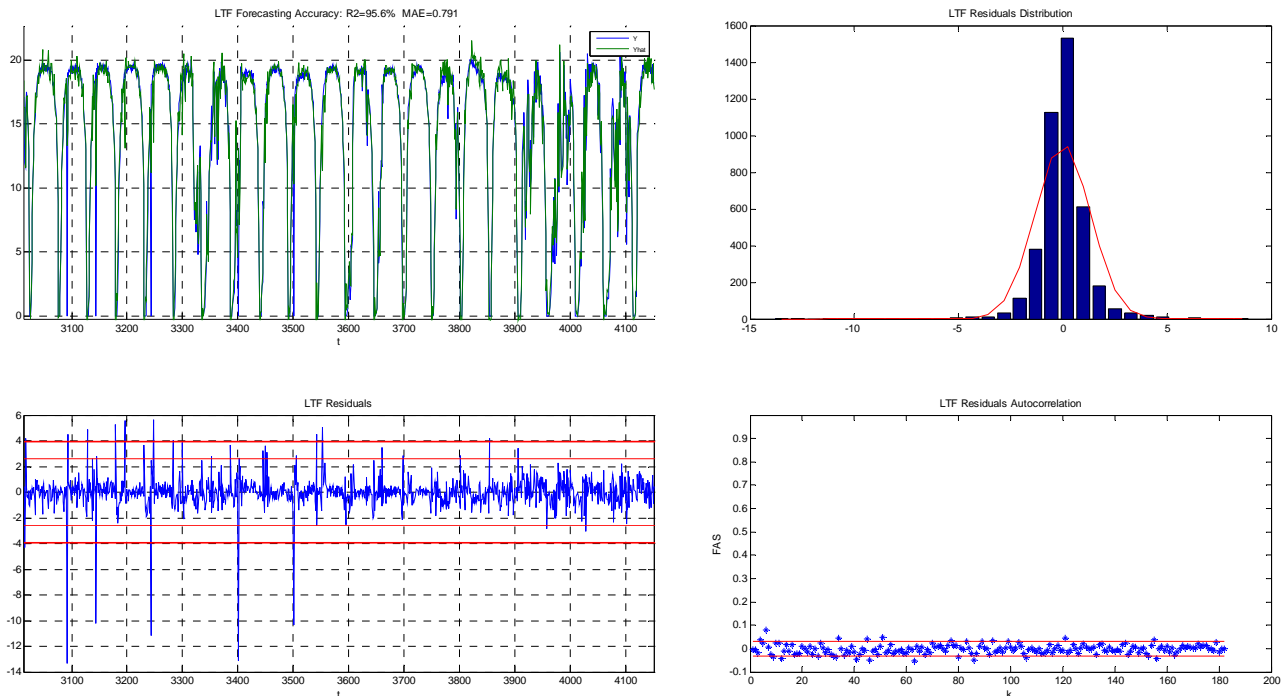 LTF Forecasting Accuracy: R2=95.6% MAE=0.791
Y
Yhat
20
15
10
5
0
3100 3200 3300 3400 3500 3600 3700 3800 3900 4000 4100
t
LTF Residuals Distribution
1600
1400
1200
1000
800
600
400
200
0
-15 -10 -5 0 5 10
LTF Residuals
6
4
2
0
-2
-4
-6
-8
-10
-12
-14
3100 3200 3300 3400 3500 3600 3700 3800 3900 4000 4100
t
LTF Residuals Autocorrelation
0.9
0.8
0.7
0.6
0.5
0.4
0.3
0.2
0.1
0
-0.1
FAS
0 20 40 60 80 100 120 140 160 180 200
k